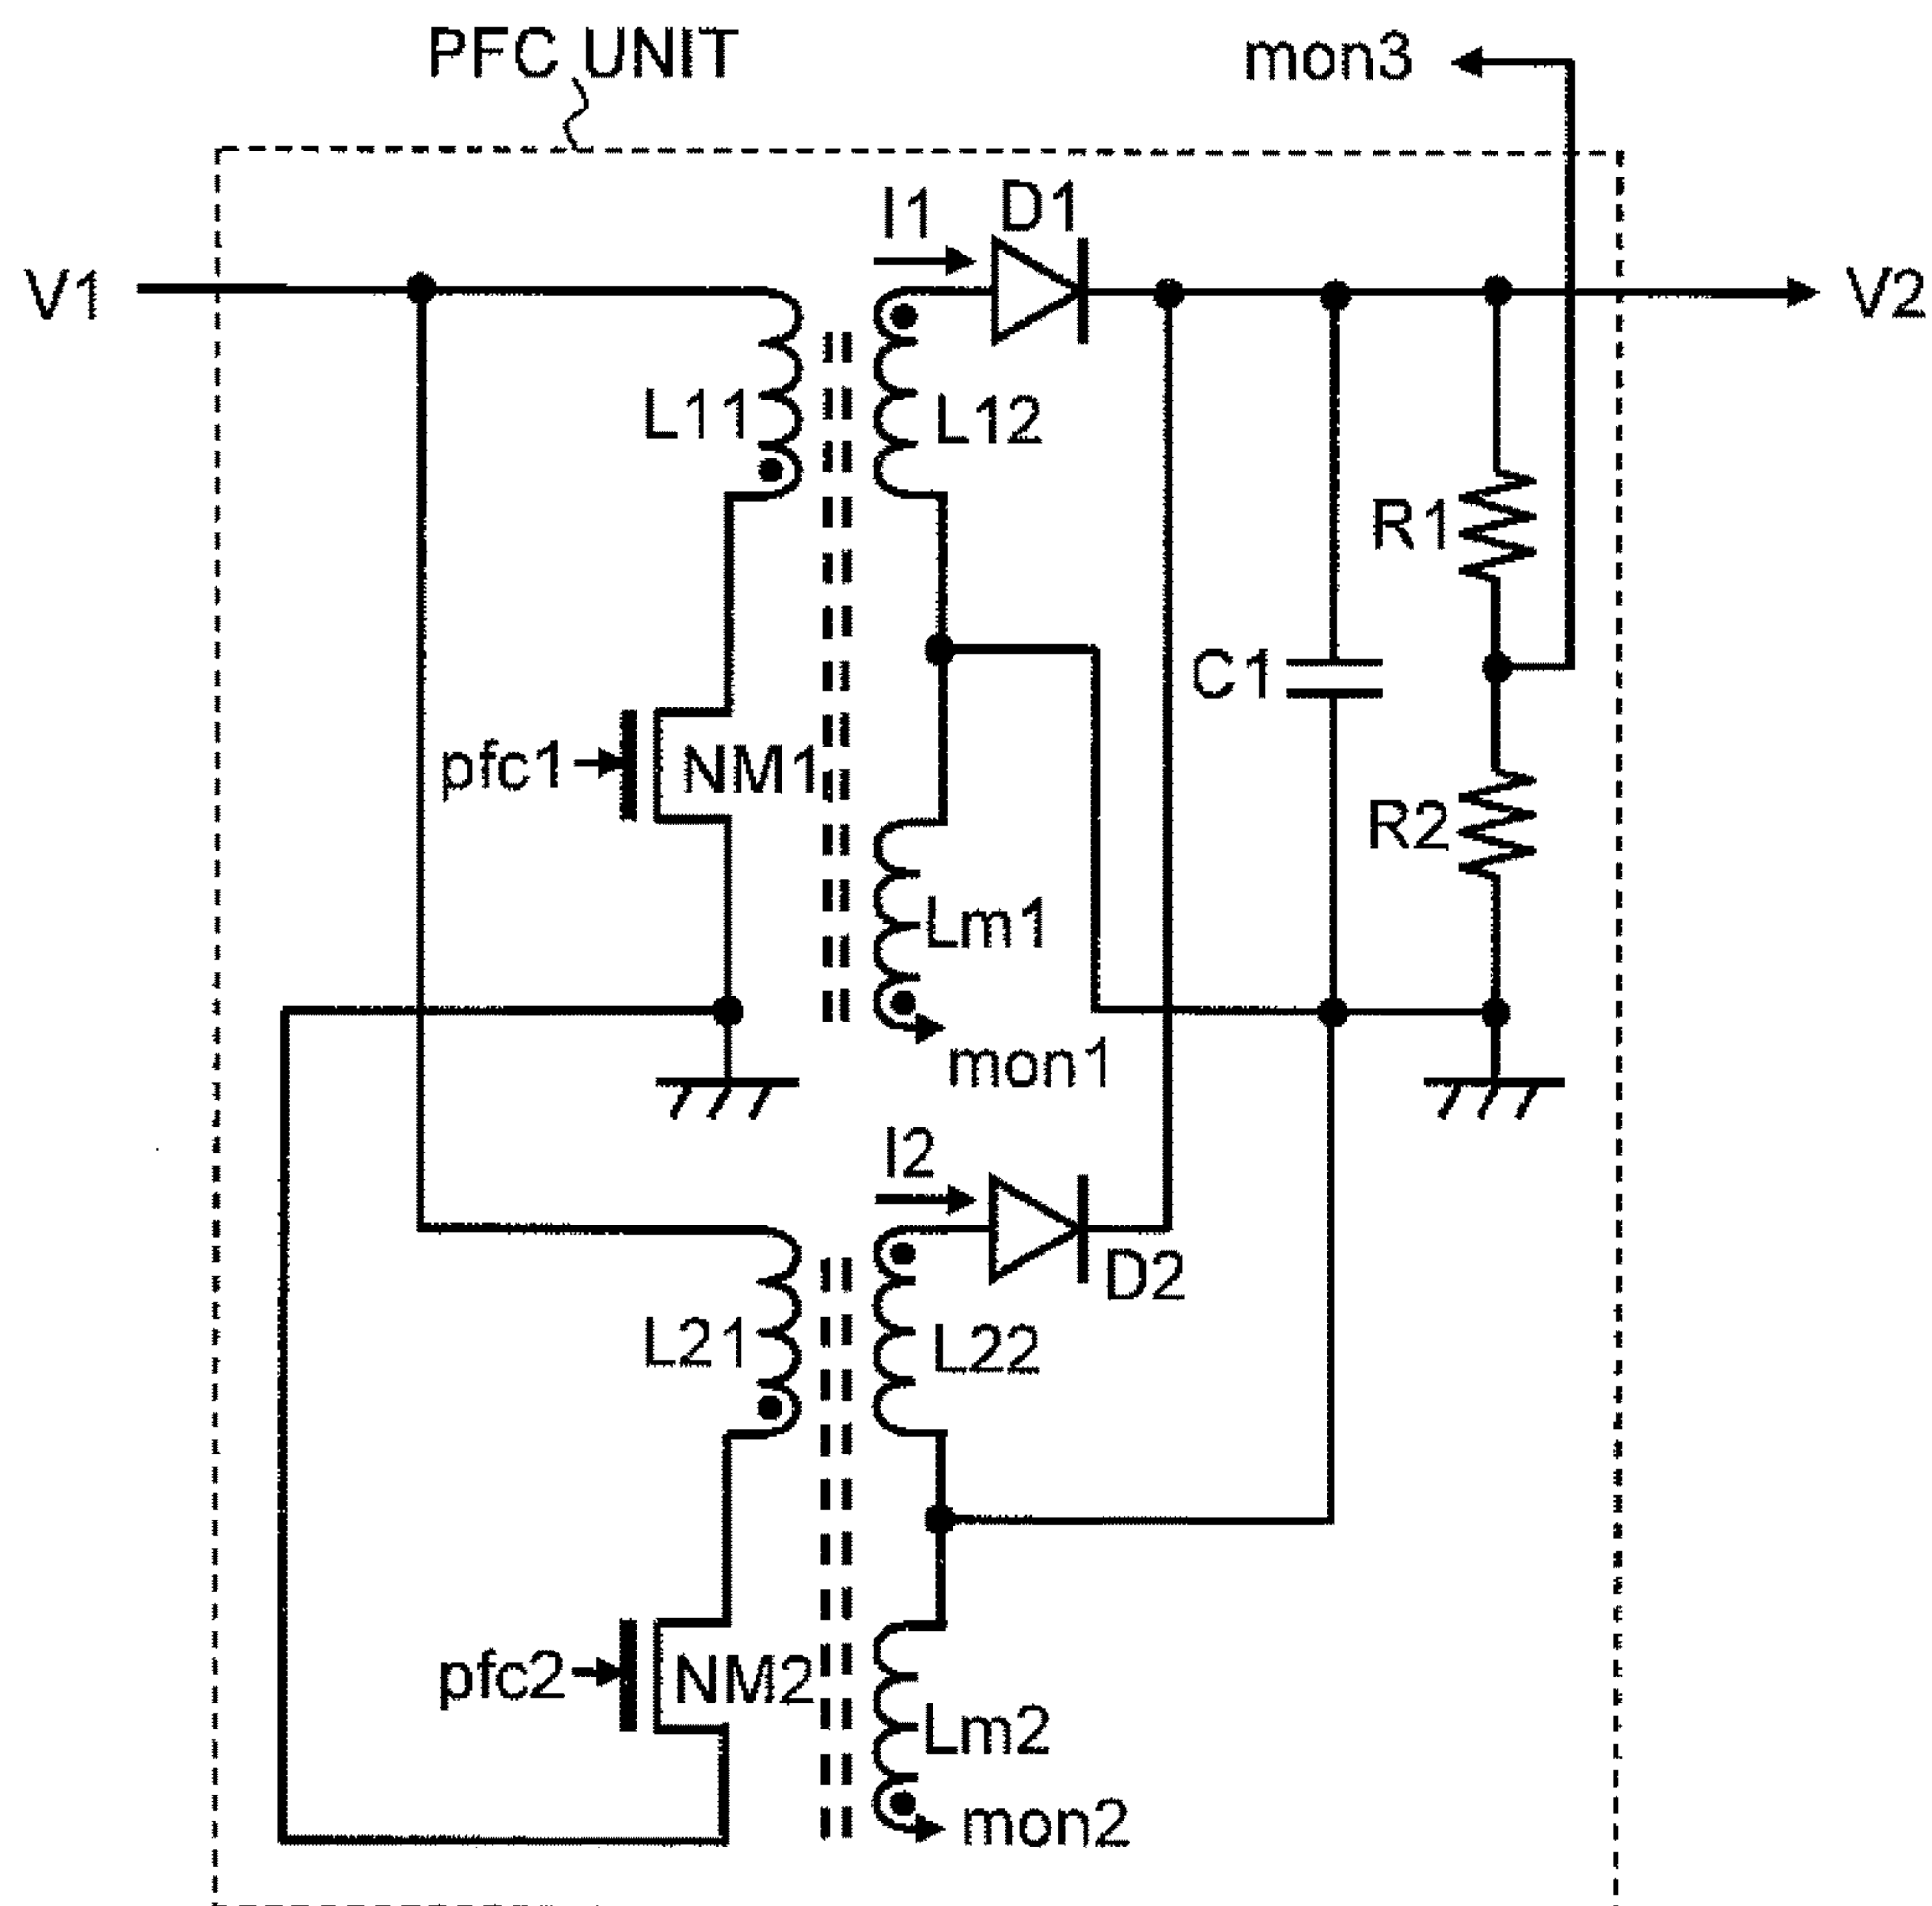 PFC UNIT
mon3
I1
D1
V1
V2
L11
L12
R1
C1
pfc1
NM1
R2
Lm1
mon1
I2
D2
L21
L22
pfc2
NM2
Lm2
mon2